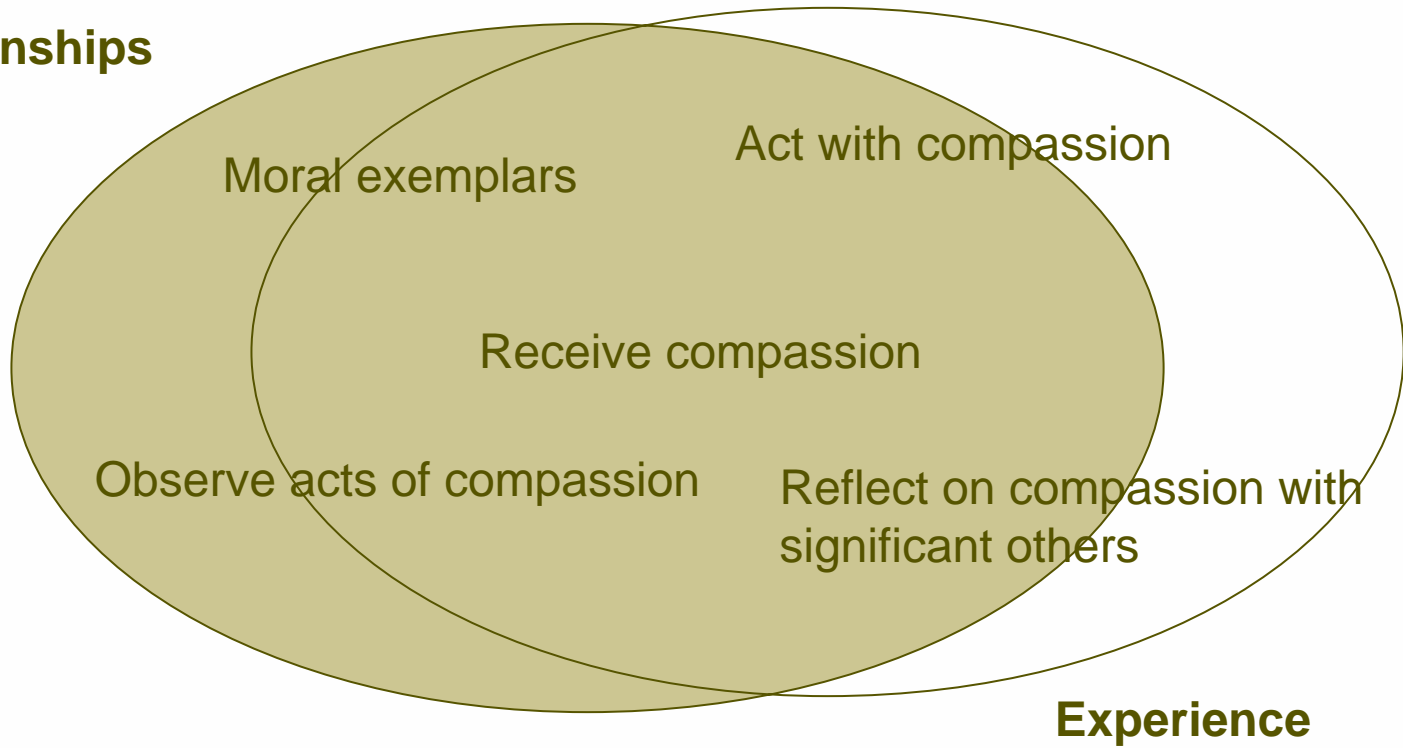 nships
Act with compassion
Moral exemplars
Receive compassion
Observe acts of compassion
Reflect on compassion with
significant others
Experience